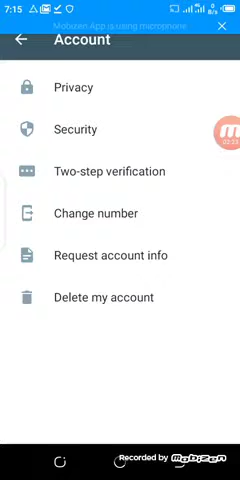 7:15
Mobizen App is using microphone.
Account
Privacy
Security
Two-step verification
Change number
Request account info
Delete my account
Recorded by mobizen